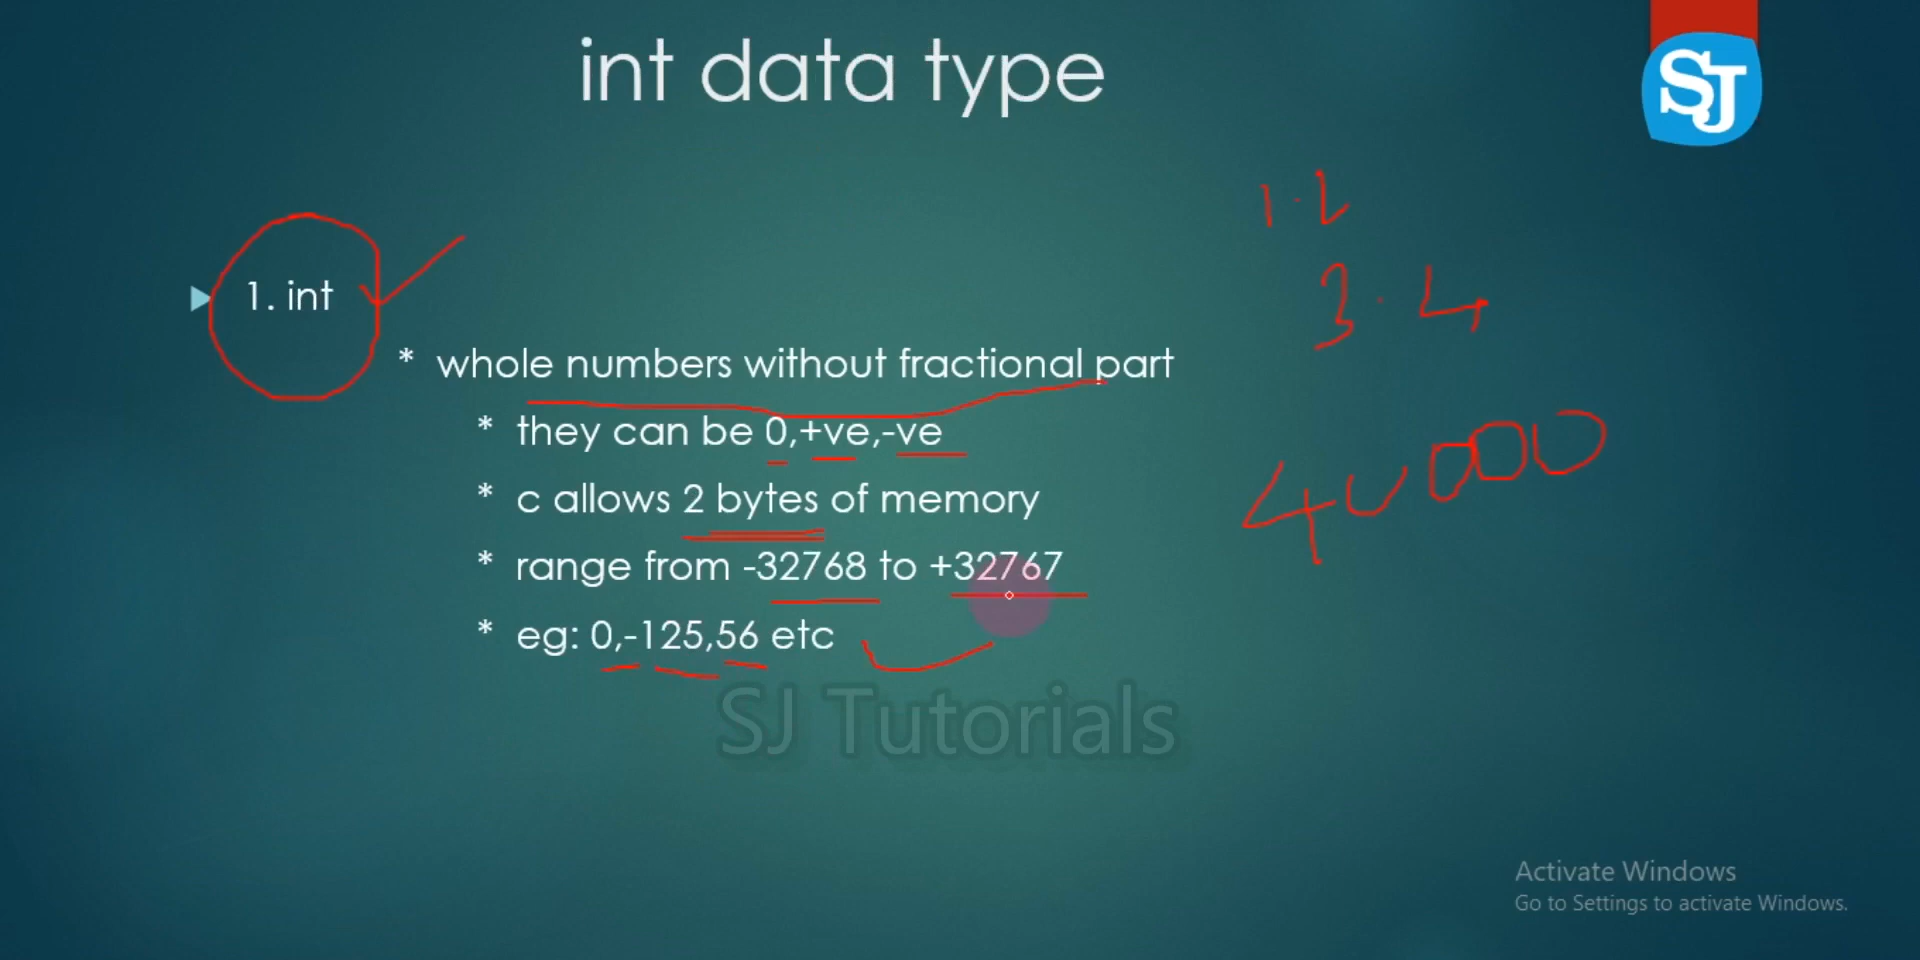 int data type
SJ
1.2
1. int
3.4
* whole numbers without fractional part
* they can be 0,+ve,-ve
* c allows 2 bytes of memory
* range from -32768 to +32767
* eg: 0,-125,56 etc
SJ Tutorials
Activate Windows
Go to Settings to activate Windows.